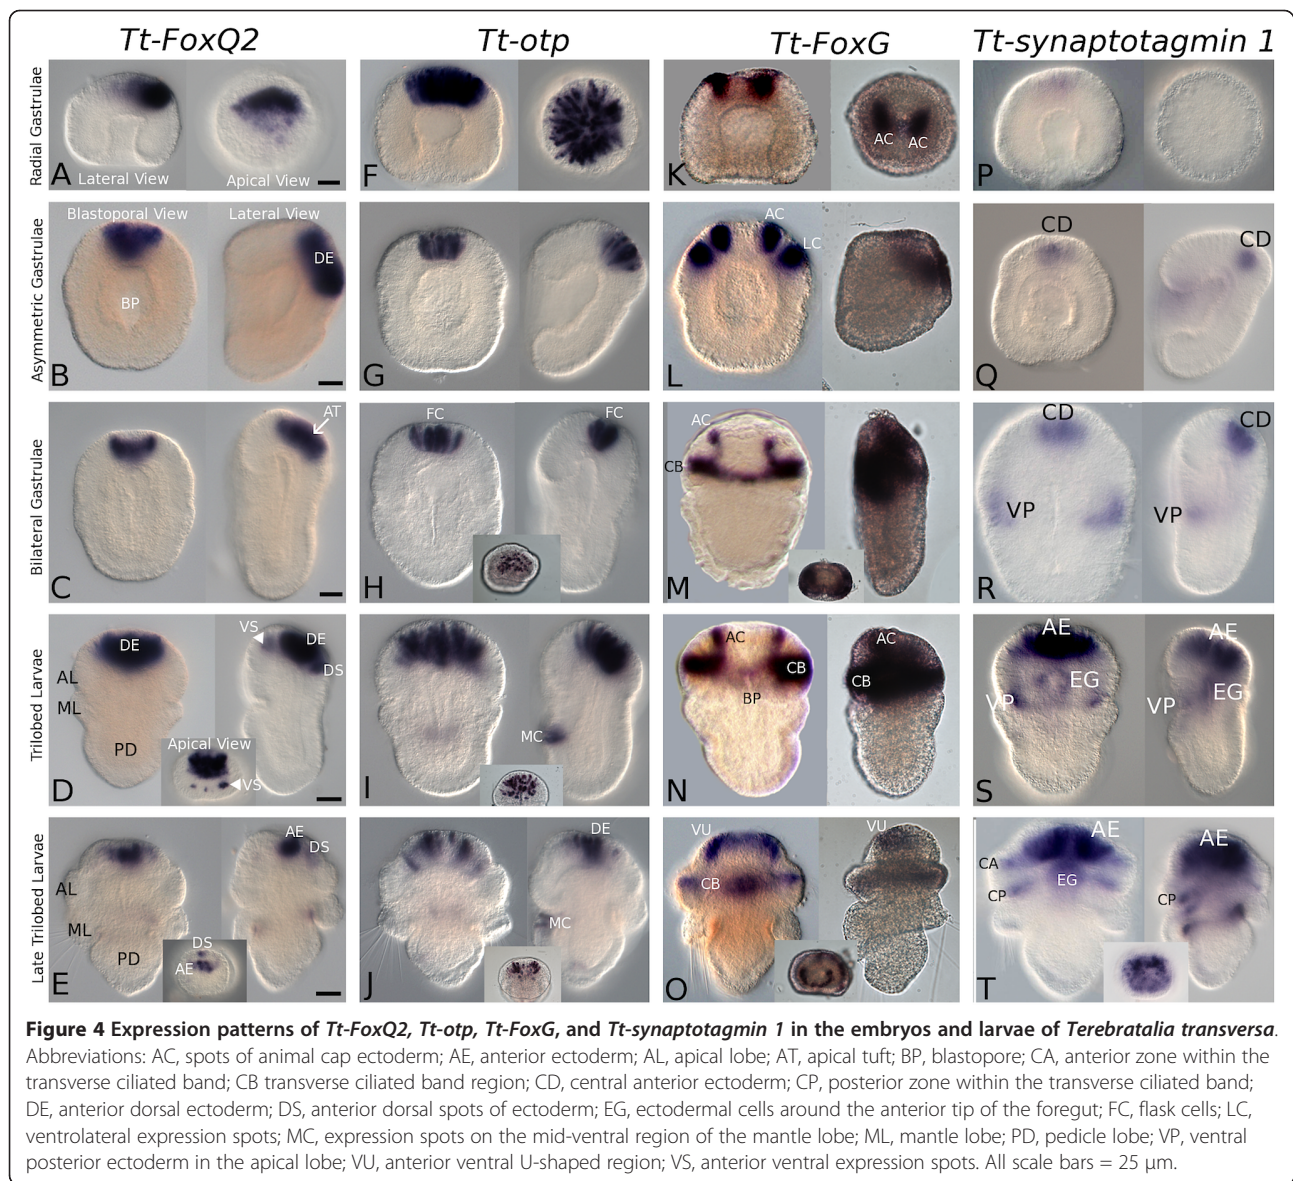 Tt-FoxQ2 Tt-otp Tt-FoxG Tt-synaptotagmin 1
Radial Gastrulae
A Lateral View Apical View
F
K AC AC
P
Asymmetric Gastrulae
Blastoporal View Lateral View
DE
BP
B
G
AC
LC
L
CD CD
Q
Bilateral Gastrulae
AT
C
FC FC
H
AC
CB
M
CD CD
VP VP
R
Trilobed Larvae
DE VS DE
DS
AL
ML
PD
Apical View
VS
D
MC
I
AC AC
CB CB
BP
N
AE AE
EG EG
VP VP
S
Late Trilobed Larvae
AE
DS
AL
ML
PD
DS
AE
E
DE
MC
J
VU VU
CB
O
AE AE
CA
EG
CP CP
T
Figure 4 Expression patterns of Tt-FoxQ2, Tt-otp, Tt-FoxG, and Tt-synaptotagmin 1 in the embryos and larvae of Terebratalia transversa.
Abbreviations: AC, spots of animal cap ectoderm; AE, anterior ectoderm; AL, apical lobe; AT, apical tuft; BP, blastopore; CA, anterior zone within the
transverse ciliated band; CB transverse ciliated band region; CD, central anterior ectoderm; CP, posterior zone within the transverse ciliated band;
DE, anterior dorsal ectoderm; DS, anterior dorsal spots of ectoderm; EG, ectodermal cells around the anterior tip of the foregut; FC, flask cells; LC,
ventrolateral expression spots; MC, expression spots on the mid-ventral region of the mantle lobe; ML, mantle lobe; PD, pedicle lobe; VP, ventral
posterior ectoderm in the apical lobe; VU, anterior ventral U-shaped region; VS, anterior ventral expression spots. All scale bars = 25 μm.